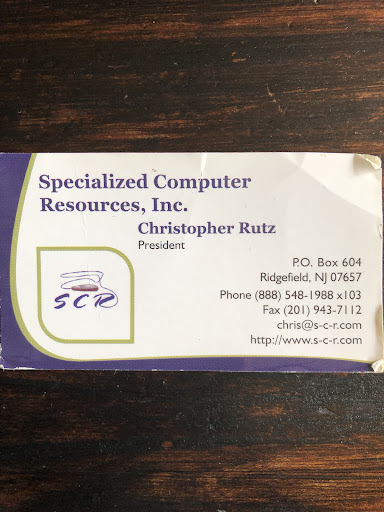 Specialized Computer
Resources, Inc.
Christopher Rutz
President
SCR
P.O. Box 604
Ridgefield, NJ 07657
Phone (888) 548-1988 x103
Fax (201) 943-7112
chris@s-c-r.com
http://www.s-c-r.com